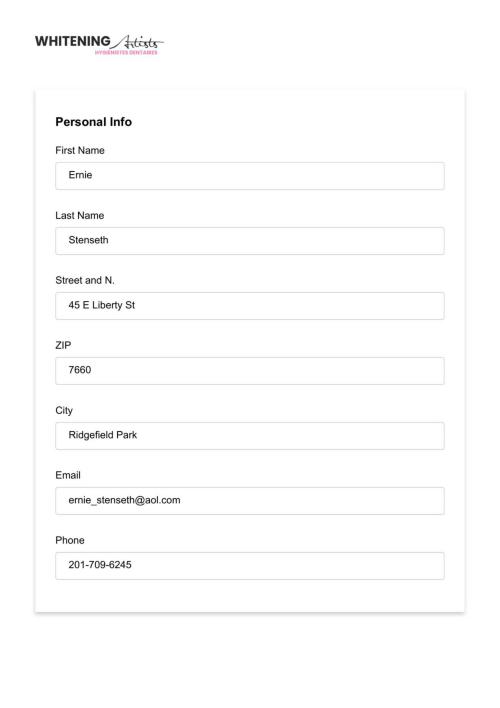 WHITENING Artists
HYGIÉNISTES DENTAIRES
Personal Info
First Name
Ernie
Last Name
Stenseth
Street and N.
45 E Liberty St
ZIP
7660
City
Ridgefield Park
Email
ernie_stenseth@aol.com
Phone
201-709-6245